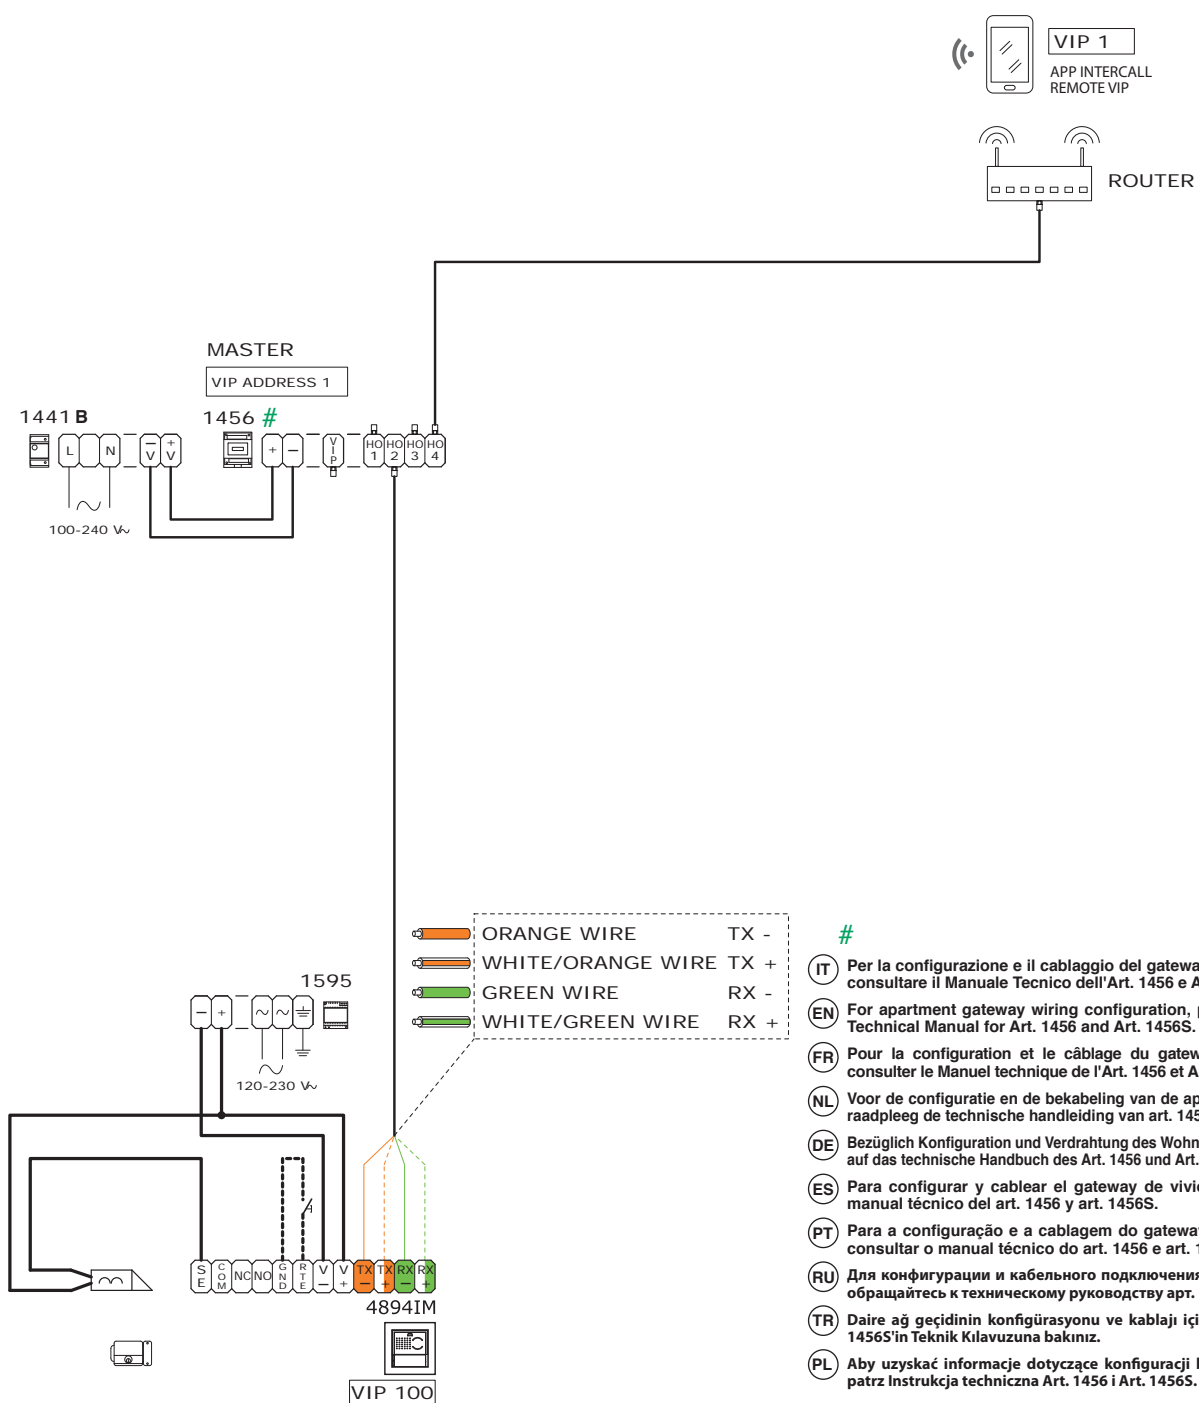 VIP 1
APP INTERCALL
REMOTE VIP
ROUTER
MASTER
VIP ADDRESS 1
1441 B
1456 #
L N
– V + V
+ –
VIP
HO 1 HO 2 HO 3 HO 4
100-240 V~
ORANGE WIRE TX -
WHITE/ORANGE WIRE TX +
GREEN WIRE RX -
WHITE/GREEN WIRE RX +
1595
– +
120-230 V~
SE COM NC NO GND RTE V – V + TX – TX + RX – RX +
4894IM
VIP 100
#
IT Per la configurazione e il cablaggio del gateway
consultare il Manuale Tecnico dell'Art. 1456 e A
EN For apartment gateway wiring configuration, p
Technical Manual for Art. 1456 and Art. 1456S.
FR Pour la configuration et le câblage du gatew
consulter le Manuel technique de l'Art. 1456 et A
NL Voor de configuratie en de bekabeling van de ap
raadpleeg de technische handleiding van art. 145
DE Bezüglich Konfiguration und Verdrahtung des Wohn
auf das technische Handbuch des Art. 1456 und Art.
ES Para configurar y cablear el gateway de vivie
manual técnico del art. 1456 y art. 1456S.
PT Para a configuração e a cablagem do gateway
consultar o manual técnico do art. 1456 e art. 1
RU Для конфигурации и кабельного подключения
обращайтесь к техническому руководству арт.
TR Daire ağ geçidinin konfigürasyonu ve kablajı içi
1456S'in Teknik Kılavuzuna bakınız.
PL Aby uzyskać informacje dotyczące konfiguracji
patrz Instrukcja techniczna Art. 1456 i Art. 1456S.